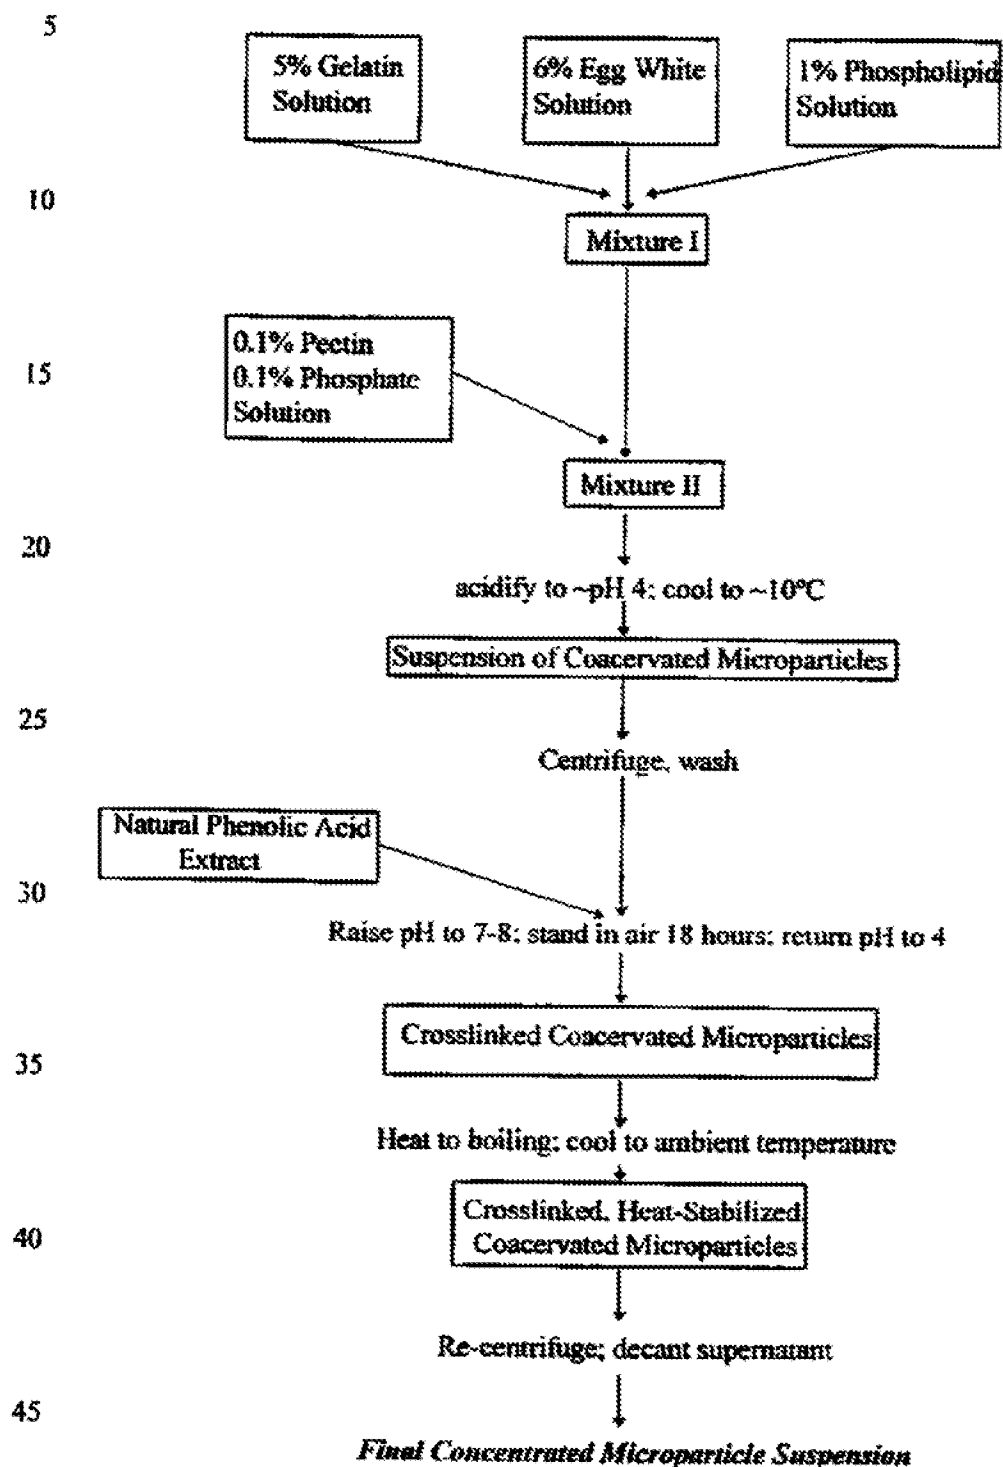 5
5% Gelatin
Solution
6% Egg White
Solution
1% Phospholipid
Solution
10
Mixture I
0.1% Pectin
0.1% Phosphate
Solution
15
Mixture II
20
acidify to ~pH 4; cool to ~10°C
Suspension of Coacervated Microparticles
25
Centrifuge, wash
Natural Phenolic Acid
Extract
30
Raise pH to 7-8; stand in air 18 hours; return pH to 4
Crosslinked Coacervated Microparticles
35
Heat to boiling; cool to ambient temperature
Crosslinked, Heat-Stabilized
Coacervated Microparticles
40
Re-centrifuge; decant supernatant
45
Final Concentrated Microparticle Suspension